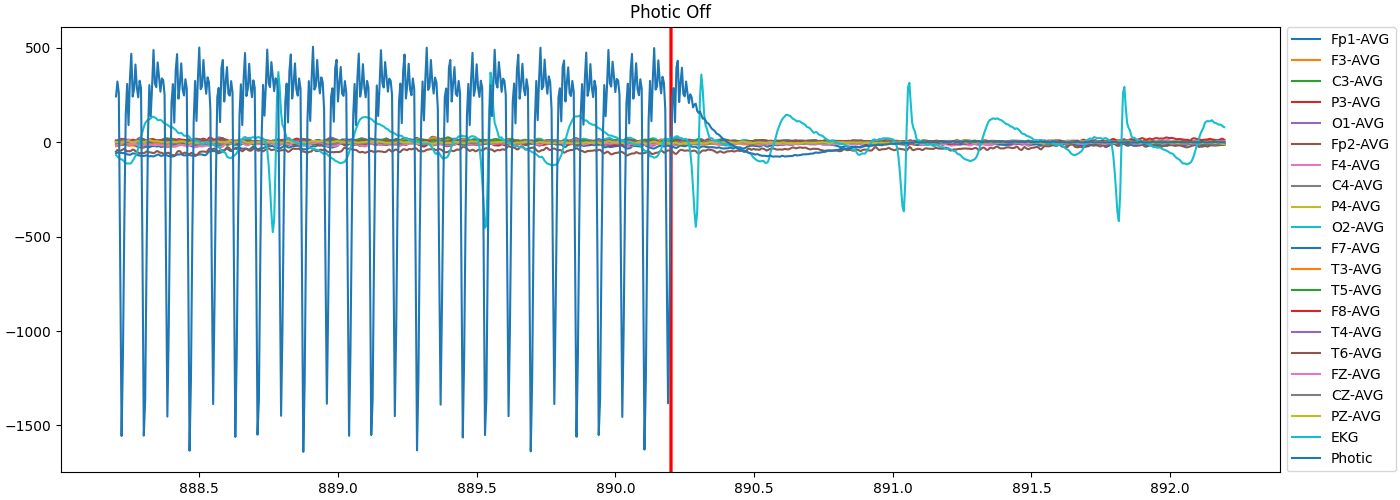 Photic Off
500
0
−500
−1000
−1500
888.5 889.0 889.5 890.0 890.5 891.0 891.5 892.0
Fp1-AVG
F3-AVG
C3-AVG
P3-AVG
O1-AVG
Fp2-AVG
F4-AVG
C4-AVG
P4-AVG
O2-AVG
F7-AVG
T3-AVG
T5-AVG
F8-AVG
T4-AVG
T6-AVG
FZ-AVG
CZ-AVG
PZ-AVG
EKG
Photic